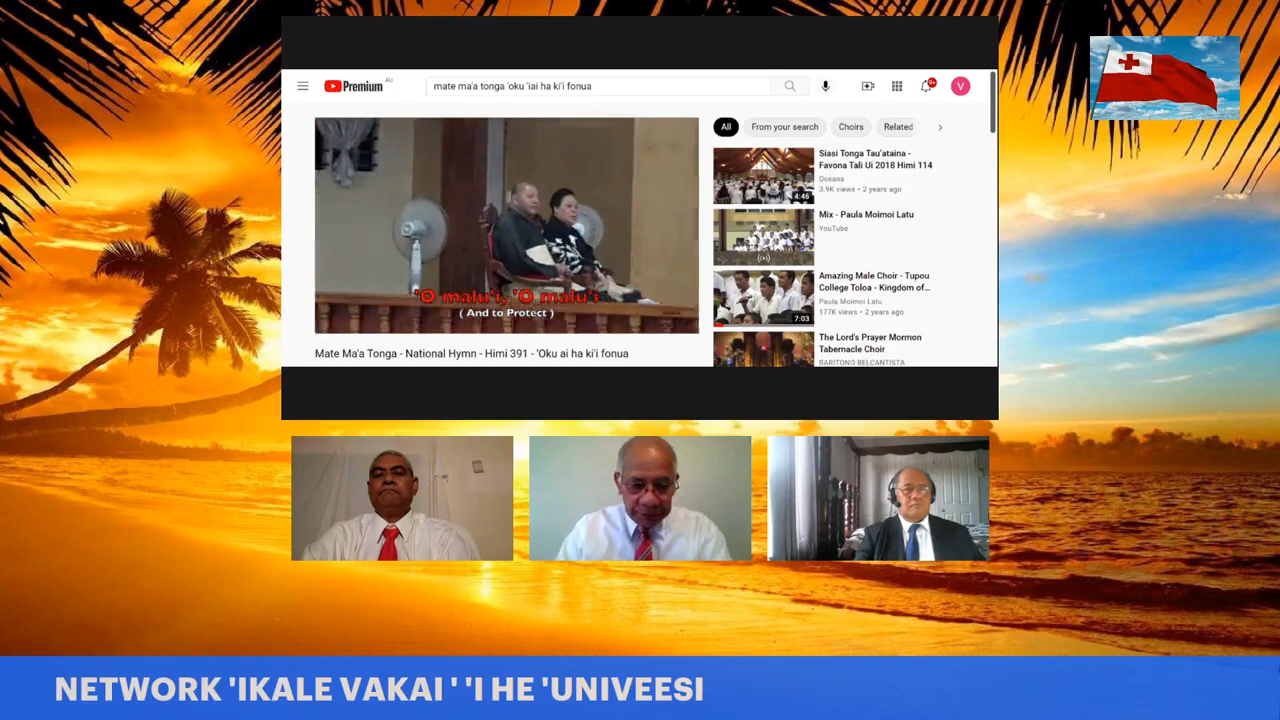 Premium AU
mate ma'a tonga 'oku 'iai ha ki'i fonua
9+
V
All
From your search
Choirs
Related
'O malu'i, 'O malu'i
( And to Protect )
Mate Ma'a Tonga - National Hymn - Himi 391 - 'Oku ai ha ki'i fonua
Siasi Tonga Tau'ataina -
Favona Tali Ui 2018 Himi 114
Oceans
3.9K views • 2 years ago
4:46
Mix - Paula Moimoi Latu
YouTube
Amazing Male Choir - Tupou
College Toloa - Kingdom of...
Paula Moimoi Latu
177K views • 2 years ago
7:03
The Lord's Prayer Mormon
Tabernacle Choir
BARITONO BELCANTISTA
NETWORK 'IKALE VAKAI ' 'I HE 'UNIVEESI